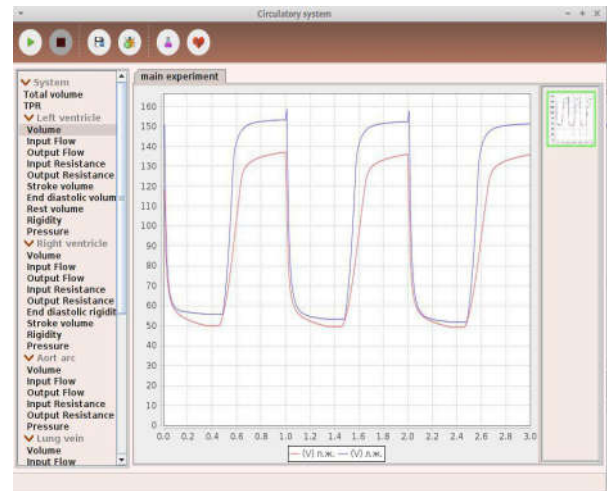 Circulatory system
main experiment
System
Total volume
TPR
Left ventricle
Volume
Input Flow
Output Flow
Input Resistance
Output Resistance
Stroke volume
End diastolic volum
Rest volume
Rigidity
Pressure
Right ventricle
Volume
Input Flow
Output Flow
Input Resistance
Output Resistance
End diastolic rigidit
Stroke volume
Rigidity
Pressure
Aort arc
Volume
Input Flow
Output Flow
Input Resistance
Output Resistance
Pressure
Lung vein
Volume
Input Flow
160
150
140
130
120
110
100
90
80
70
60
50
40
30
20
10
0
0.0 0.2 0.4 0.6 0.8 1.0 1.2 1.4 1.6 1.8 2.0 2.2 2.4 2.6 2.8 3.0
(V) п.ж. (V) л.ж.